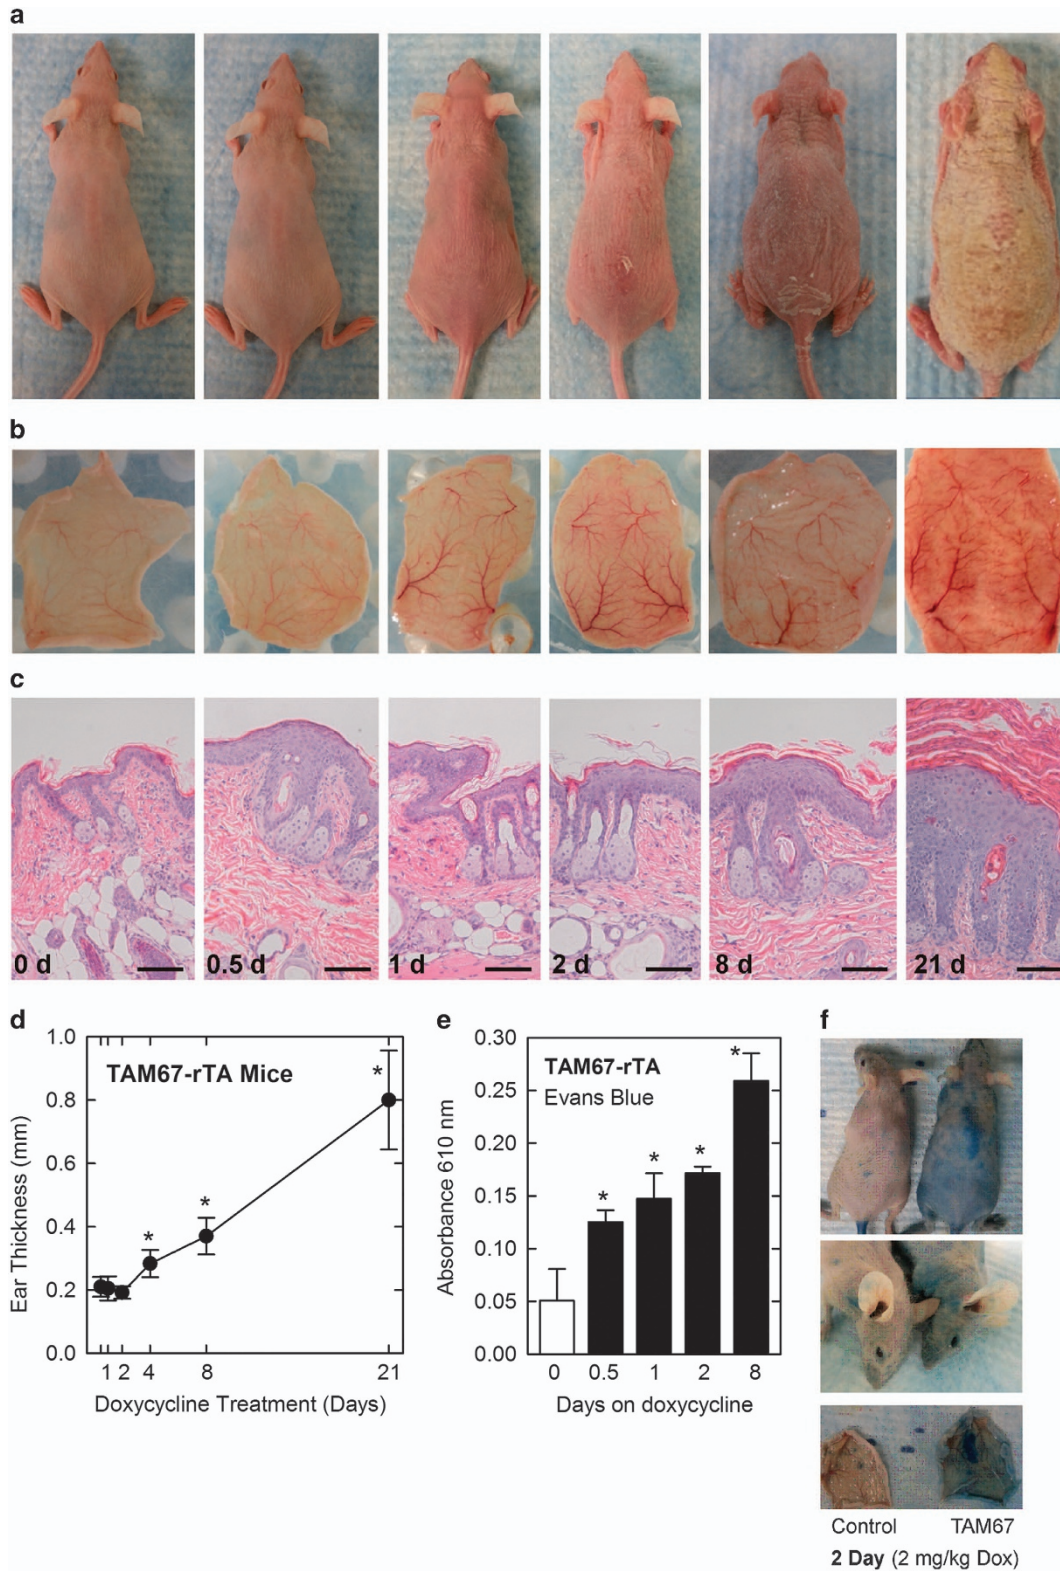 a
b
c
0 d
0.5 d
1 d
2 d
8 d
21 d
d
1.0
0.8
0.6
0.4
0.2
0.0
Ear Thickness (mm)
TAM67-rTA Mice
*
*
*
1 2 4 8 21
Doxycycline Treatment (Days)
e
0.30
0.25
0.20
0.15
0.10
0.05
0.00
Absorbance 610 nm
TAM67-rTA
Evans Blue
*
*
*
*
0 0.5 1 2 8
Days on doxycycline
f
Control TAM67
2 Day (2 mg/kg Dox)